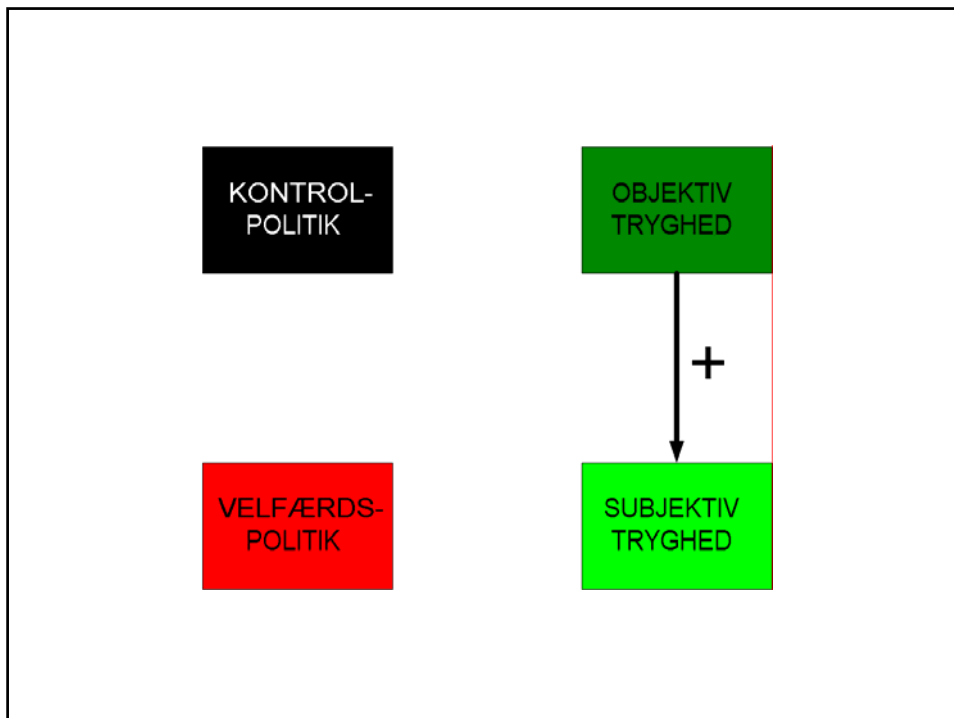 KONTROL-
POLITIK
OBJEKTIV
TRYGHED
+
VELFÆRDS-
POLITIK
SUBJEKTIV
TRYGHED